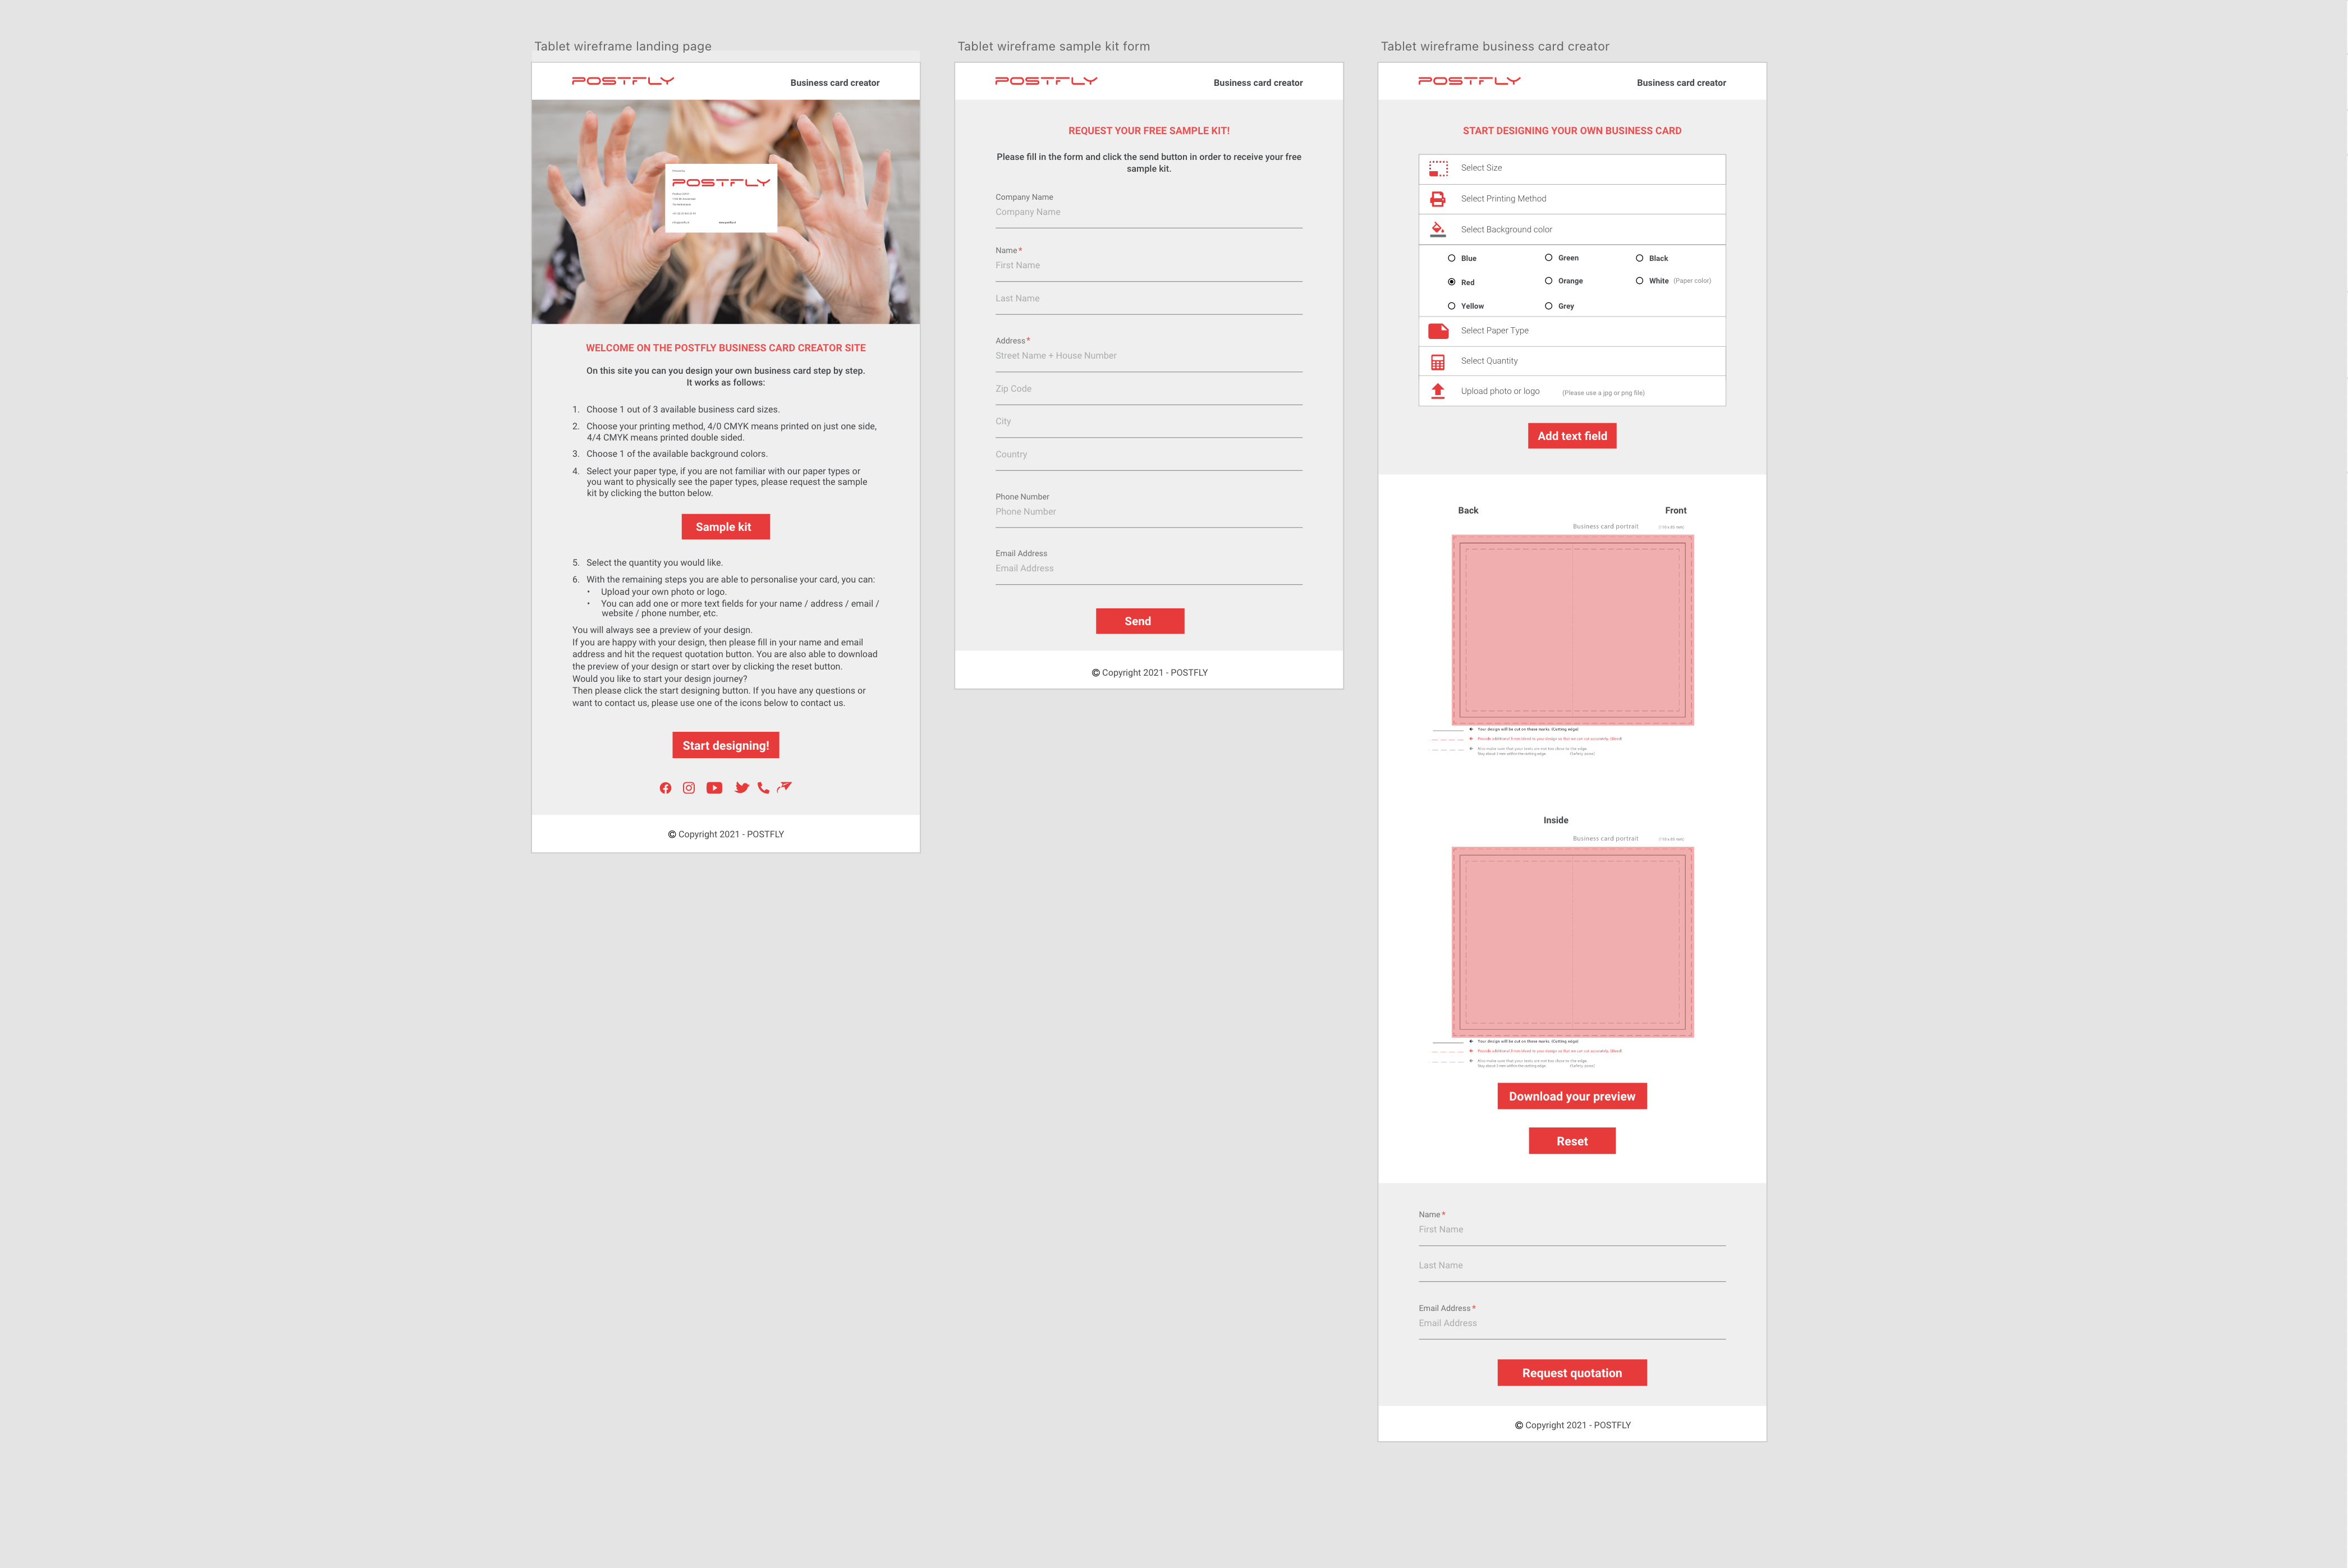 Tablet wireframe landing page
POSTFLY
Business card creator
POSTFLY
WELCOME ON THE POSTFLY BUSINESS CARD CREATOR SITE
On this site you can you design your own business card step by step.
It works as follows:
1. Choose 1 out of 3 available business card sizes.
2. Choose your printing method, 4/0 CMYK means printed on just one side,
4/4 CMYK means printed double sided.
3. Choose 1 of the available background colors.
4. Select your paper type, if you are not familiar with our paper types or
you want to physically see the paper types, please request the sample
kit by clicking the button below.
Sample kit
5. Select the quantity you would like.
6. With the remaining steps you are able to personalise your card, you can:
• Upload your own photo or logo.
• You can add one or more text fields for your name / address / email /
website / phone number, etc.
You will always see a preview of your design.
If you are happy with your design, then please fill in your name and email
address and hit the request quotation button. You are also able to download
the preview of your design or start over by clicking the reset button.
Would you like to start your design journey?
Then please click the start designing button. If you have any questions or
want to contact us, please use one of the icons below to contact us.
Start designing!
© Copyright 2021 - POSTFLY
Tablet wireframe sample kit form
POSTFLY
Business card creator
REQUEST YOUR FREE SAMPLE KIT!
Please fill in the form and click the send button in order to receive your free
sample kit.
Company Name
Company Name
Name *
First Name
Last Name
Address *
Street Name + House Number
Zip Code
City
Country
Phone Number
Phone Number
Email Address
Email Address
Send
© Copyright 2021 - POSTFLY
Tablet wireframe business card creator
POSTFLY
Business card creator
START DESIGNING YOUR OWN BUSINESS CARD
Select Size
Select Printing Method
Select Background color
Blue Green Black
Red Orange White (Paper color)
Yellow Grey
Select Paper Type
Select Quantity
Upload photo or logo (Please use a jpg or png file)
Add text field
Back Front
Business card portrait
Your design will be cut on these marks. (Cutting edge)
Inside
Business card portrait
Your design will be cut on these marks. (Cutting edge)
Download your preview
Reset
Name *
First Name
Last Name
Email Address *
Email Address
Request quotation
© Copyright 2021 - POSTFLY